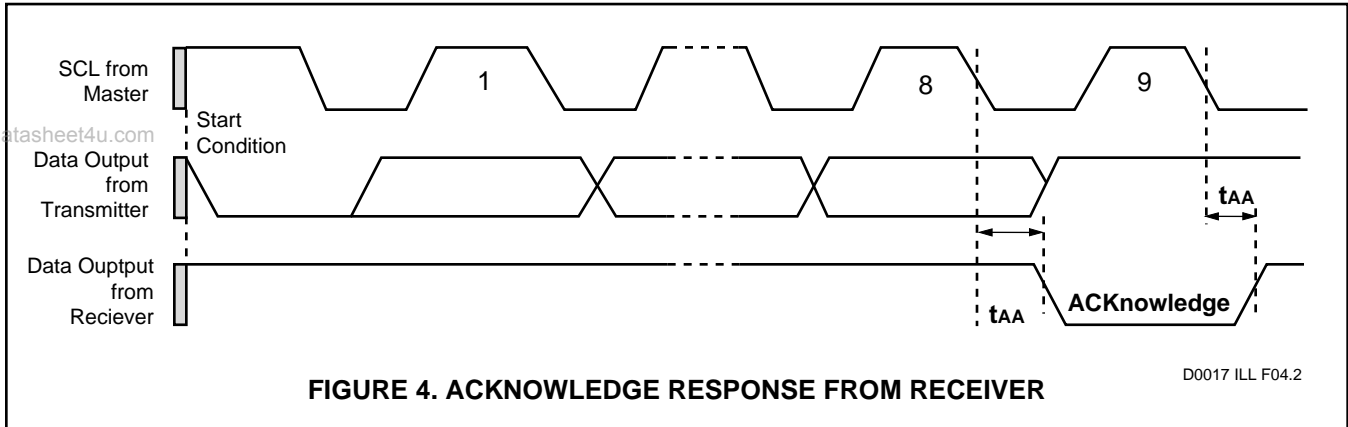 SCL from
Master
1
8
9
atasheet4u.com
Start
Condition
Data Output
from
Transmitter
tAA
Data Ouptput
from
Reciever
tAA
ACKnowledge
FIGURE 4. ACKNOWLEDGE RESPONSE FROM RECEIVER
D0017 ILL F04.2